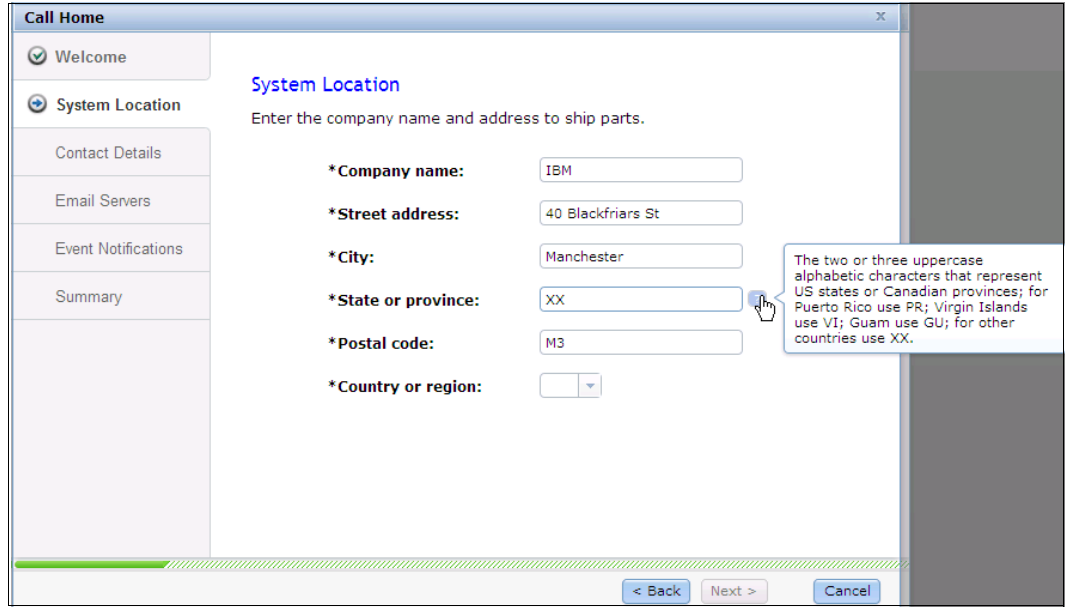 Call Home
x
Welcome
System Location
Contact Details
Email Servers
Event Notifications
Summary
System Location
Enter the company name and address to ship parts.
*Company name: IBM
*Street address: 40 Blackfriars St
*City: Manchester
*State or province: XX
The two or three uppercase
alphabetic characters that represent
US states or Canadian provinces; for
Puerto Rico use PR; Virgin Islands
use VI; Guam use GU; for other
countries use XX.
*Postal code: M3
*Country or region:
< Back Next > Cancel